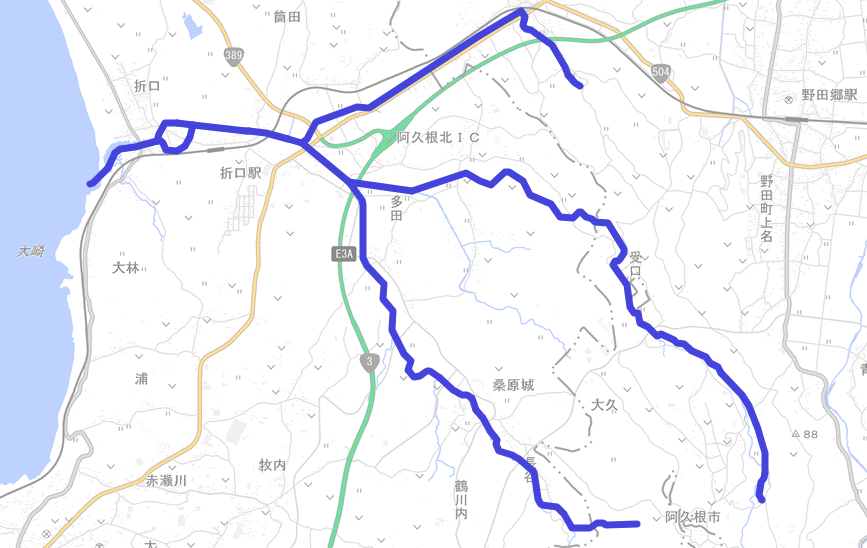 筒田
389
504
折口
野田郷駅
阿久根北IC
折口駅
野田町上名
多田
大崎
E3A
受口
大林
3
浦
桑原城
大久
88
牧内
長谷
赤瀬川
鶴川内
阿久根市